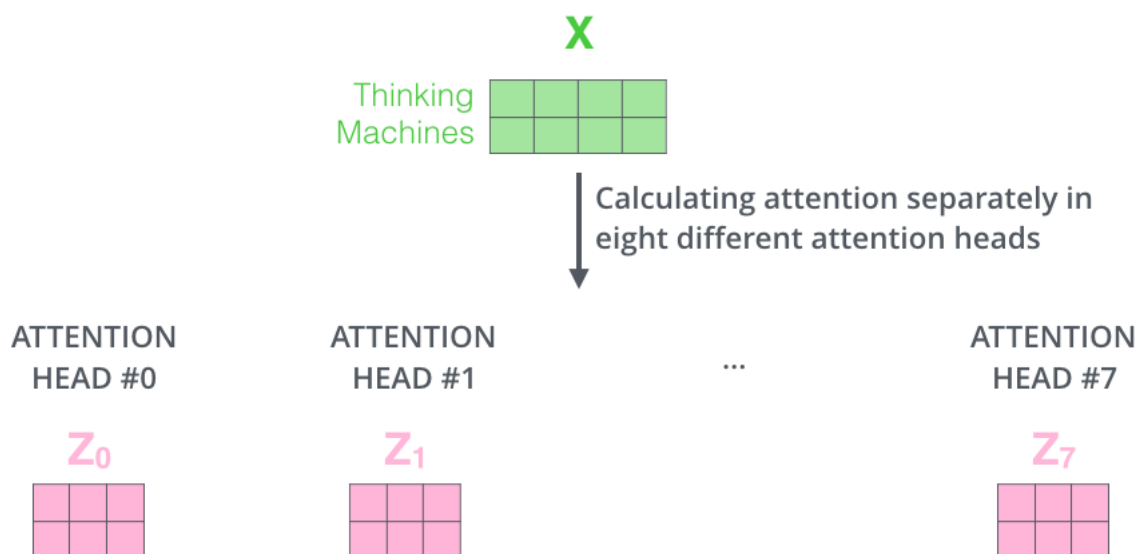 X
Thinking
Machines
Calculating attention separately in
eight different attention heads
ATTENTION
HEAD #0
ATTENTION
HEAD #1
...
ATTENTION
HEAD #7
Z0
Z1
Z7